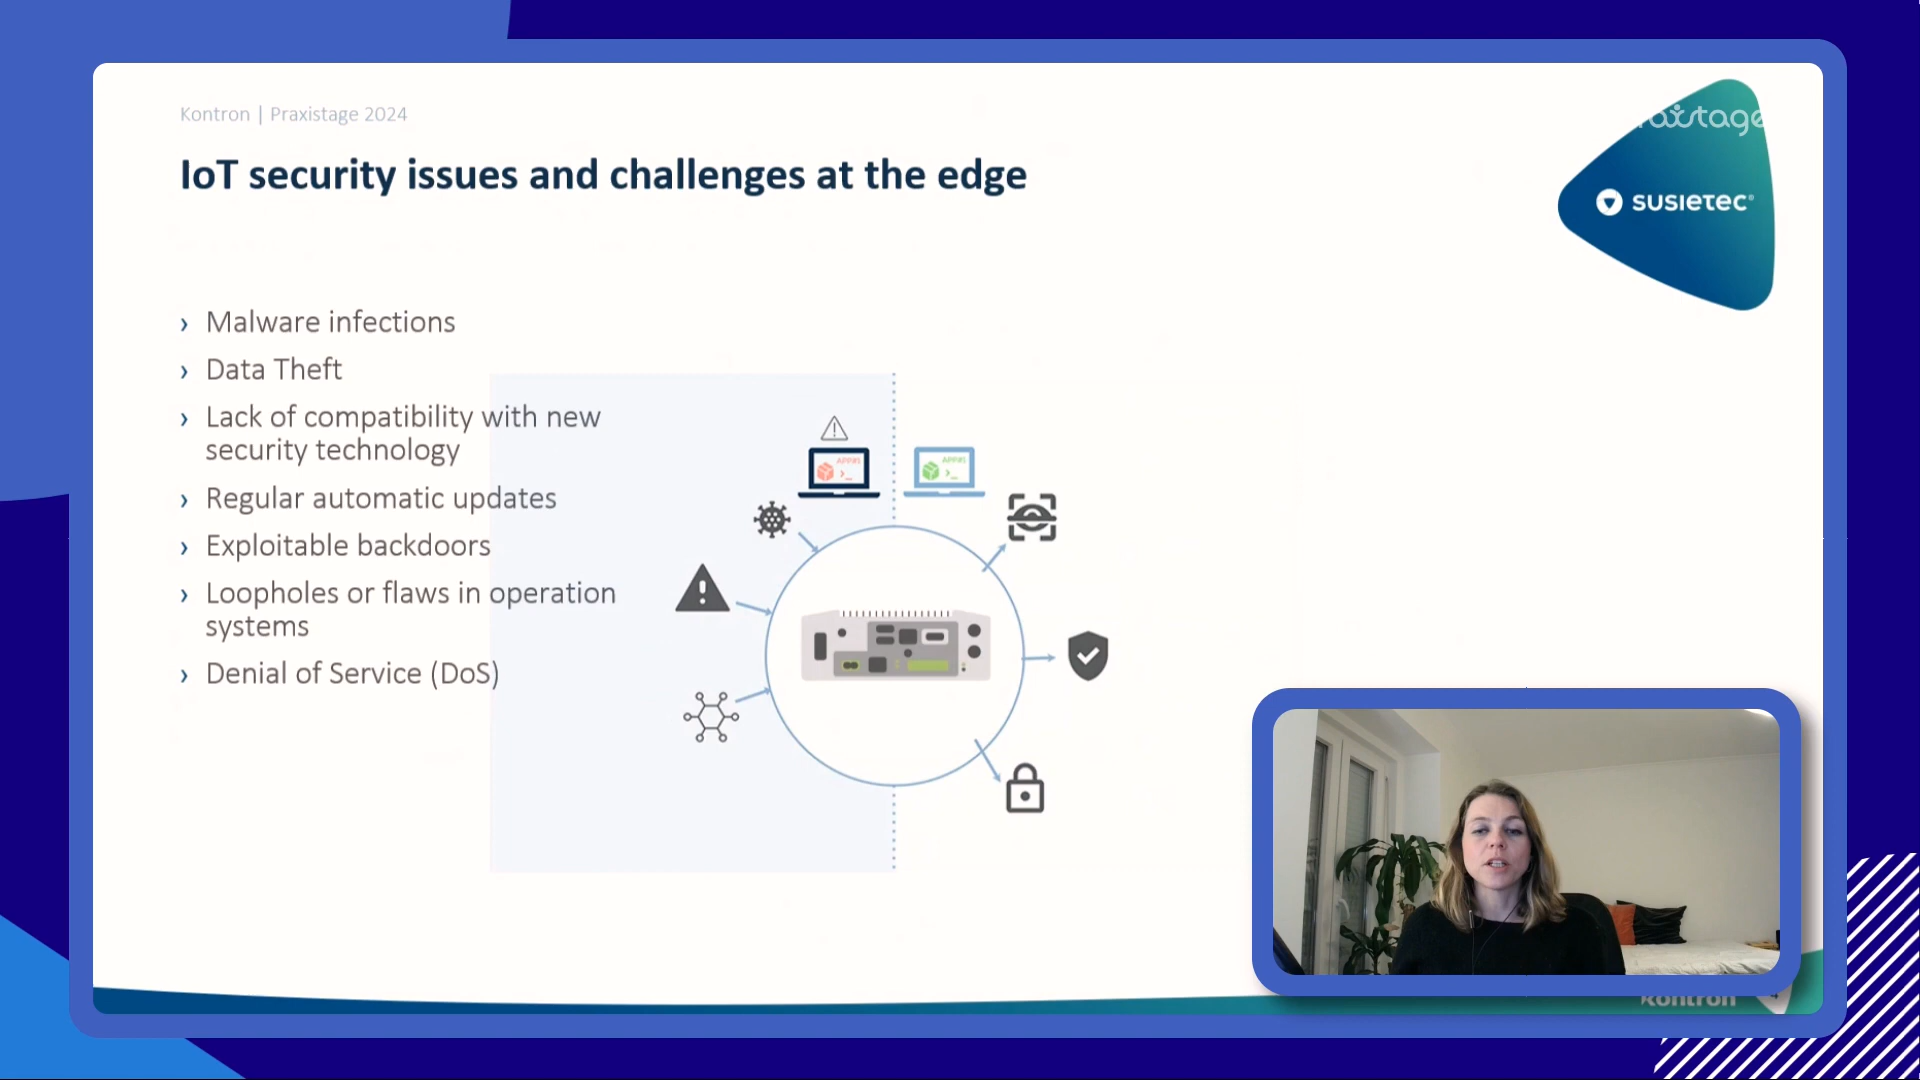 Kontron | Praxistage 2024
IoT security issues and challenges at the edge
susietec®
› Malware infections
› Data Theft
› Lack of compatibility with new
security technology
› Regular automatic updates
› Exploitable backdoors
› Loopholes or flaws in operation
systems
› Denial of Service (DoS)
kontron